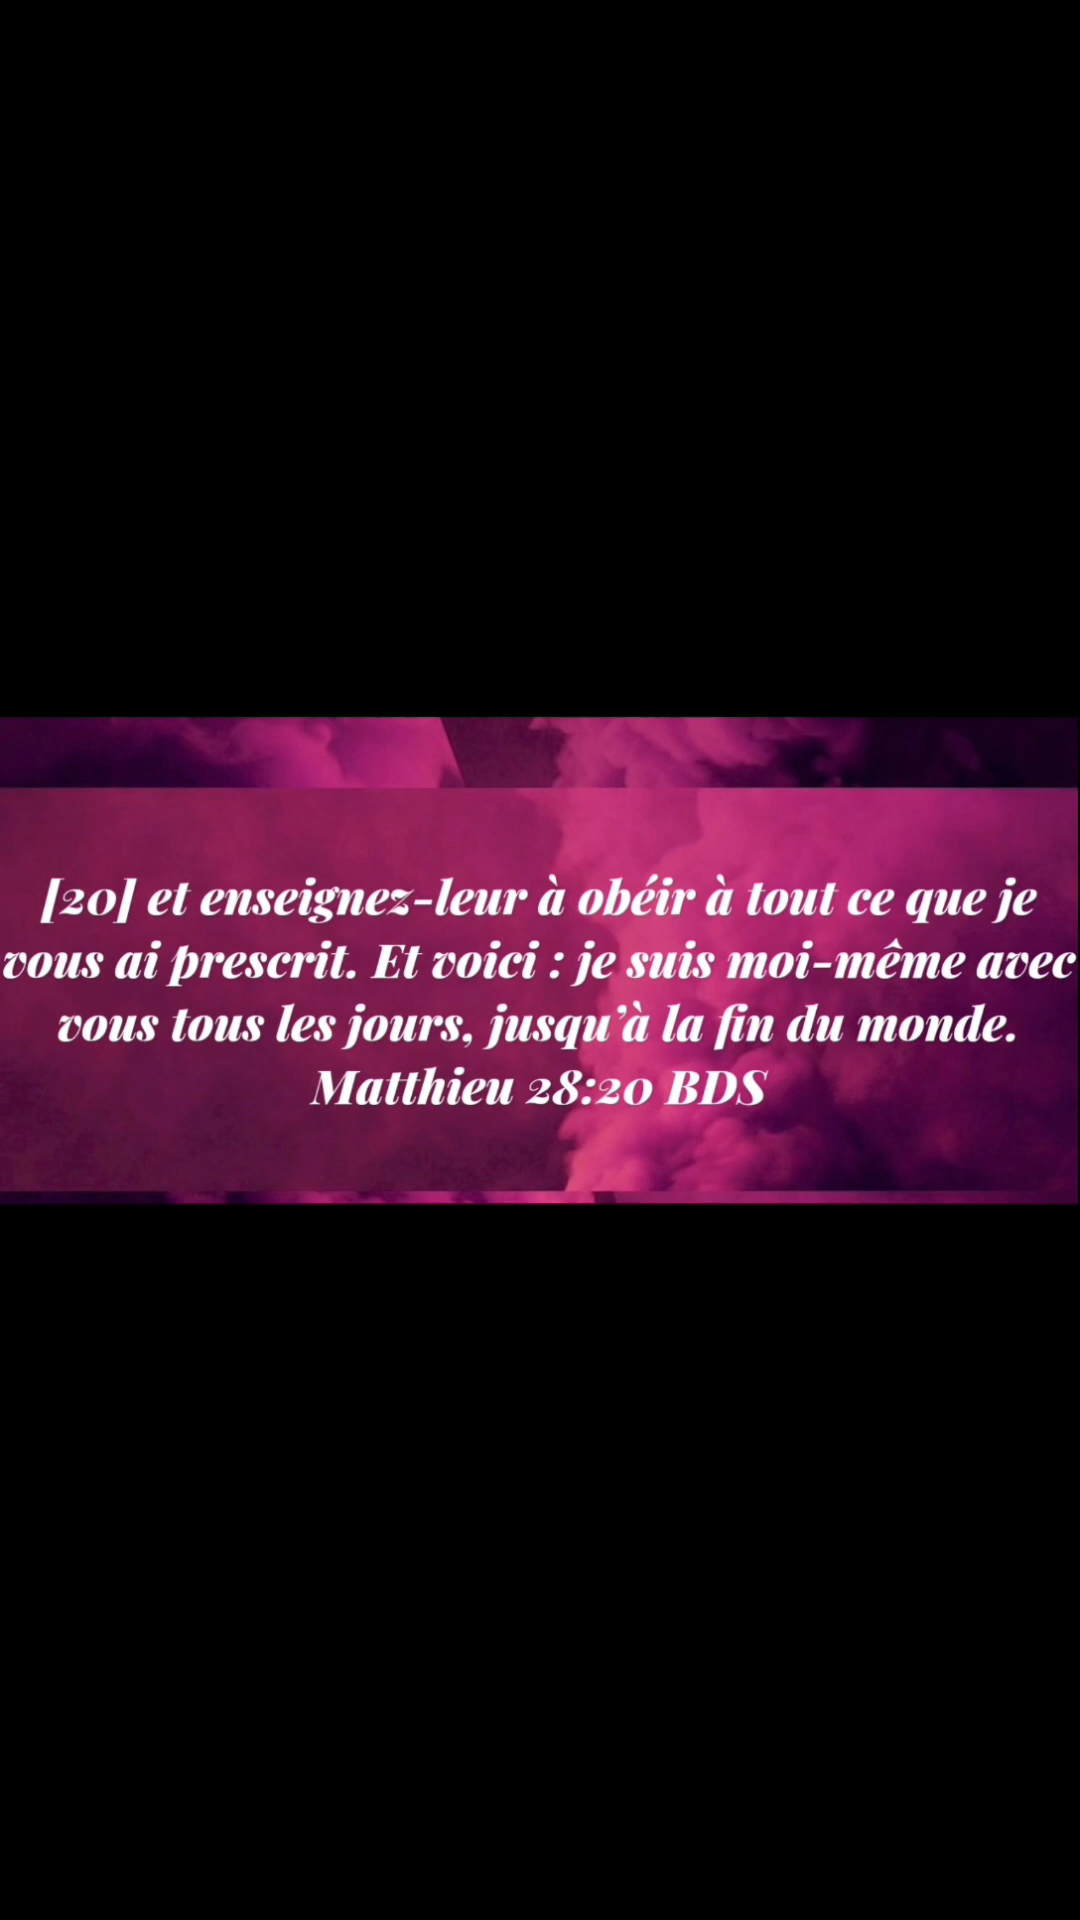 [20] et enseignez-leur à obéir à tout ce que je
vous ai prescrit. Et voici : je suis moi-même avec
vous tous les jours, jusqu’à la fin du monde.
Matthieu 28:20 BDS